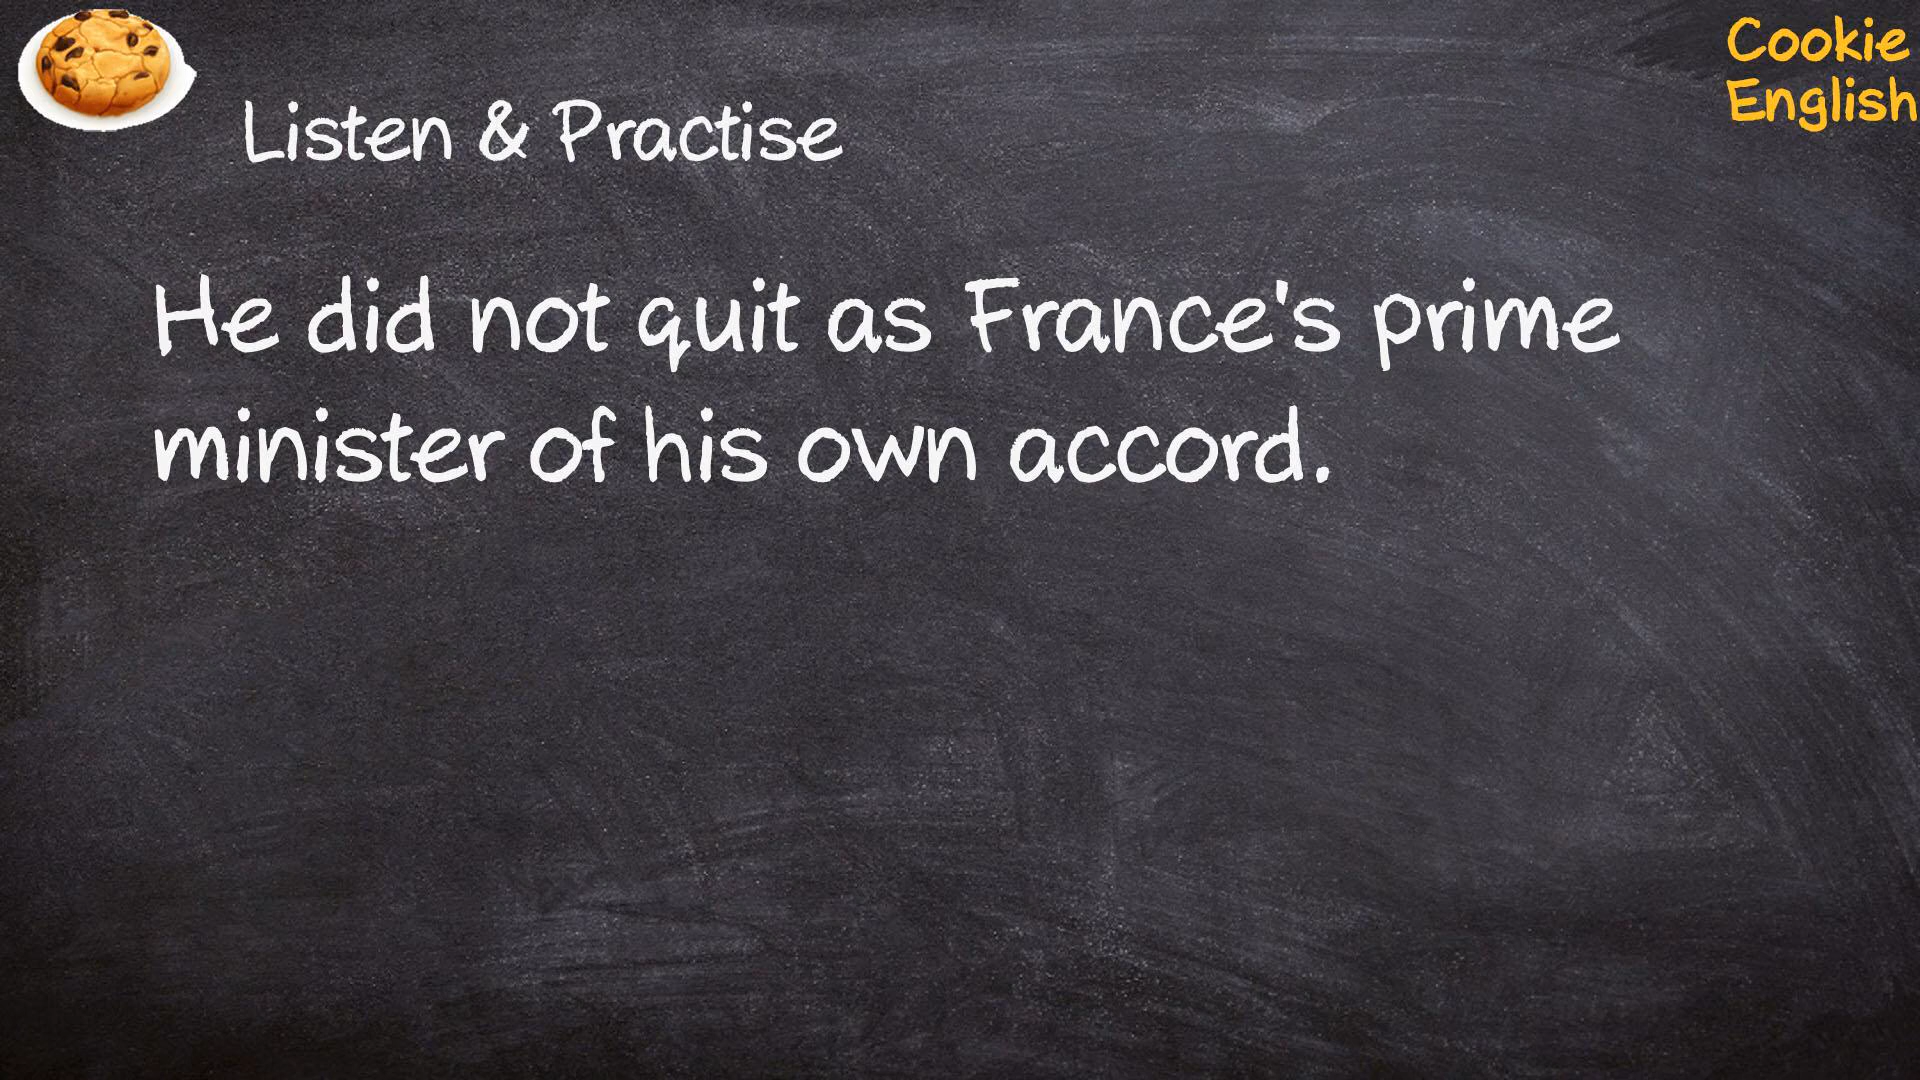 Cookie
English
Listen & Practise
He did not quit as France's prime
minister of his own accord.